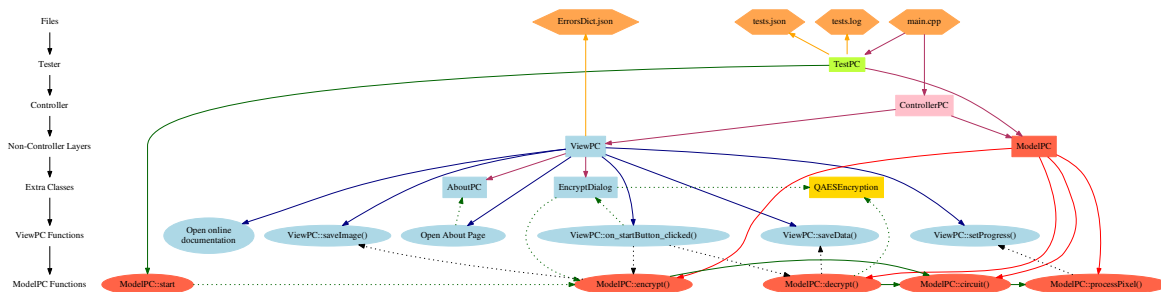 Files
ErrorsDict.json
tests.json
tests.log
main.cpp
Tester
TestPC
Controller
ControllerPC
Non-Controller Layers
ViewPC
ModelPC
Extra Classes
AboutPC
EncryptDialog
QAESEncryption
ViewPC Functions
Open online
documentation
ViewPC::saveImage()
Open About Page
ViewPC::on_startButton_clicked()
ViewPC::saveData()
ViewPC::setProgress()
ModelPC Functions
ModelPC::start
ModelPC::encrypt()
ModelPC::decrypt()
ModelPC::circuit()
ModelPC::processPixel()